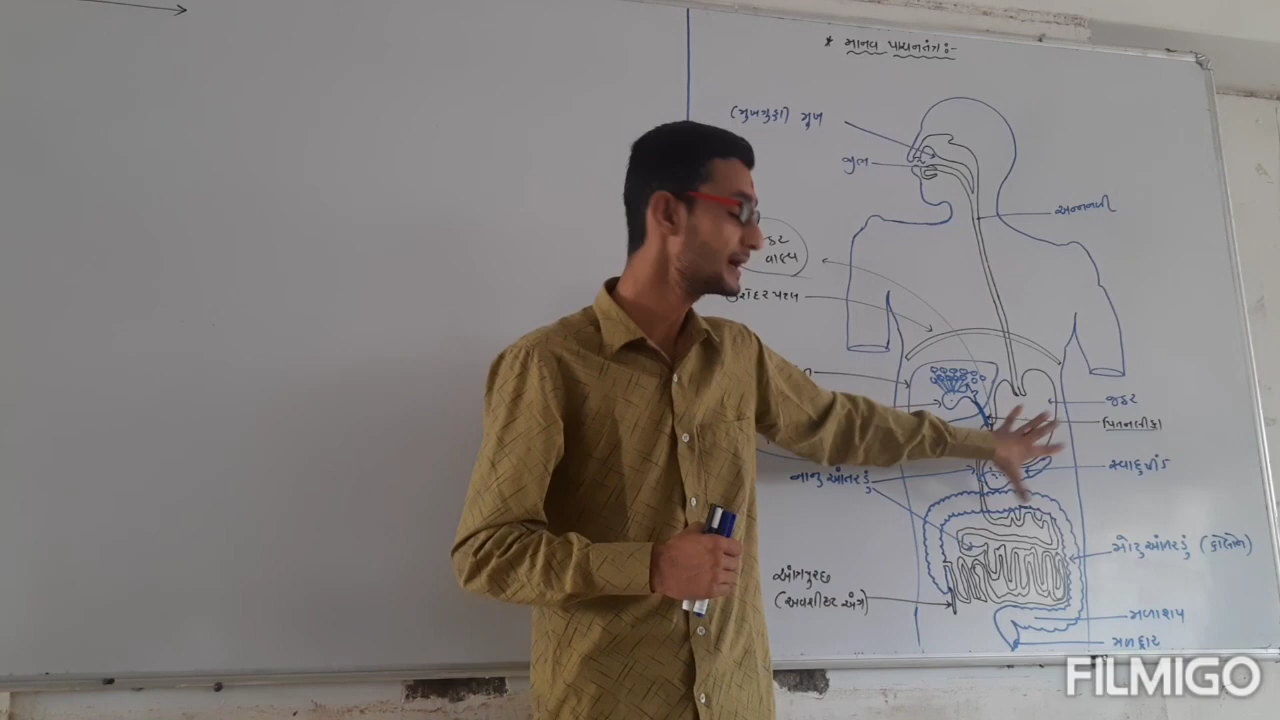 * માનવ પાચનતંત્ર :-
(મુખગુહા) મુખ
જીભ
અન્નનળી
વાલ્વ
જઠર
પિતનલીકા
સ્વાદુપીંડ
નાનુ આંતરડું
મોટુ આંતરડું (કોલોન)
આંત્રપુચ્છ
(અવશીષ્ટ અંગ)
મળાશય
મળદ્વાર
FILMIGO